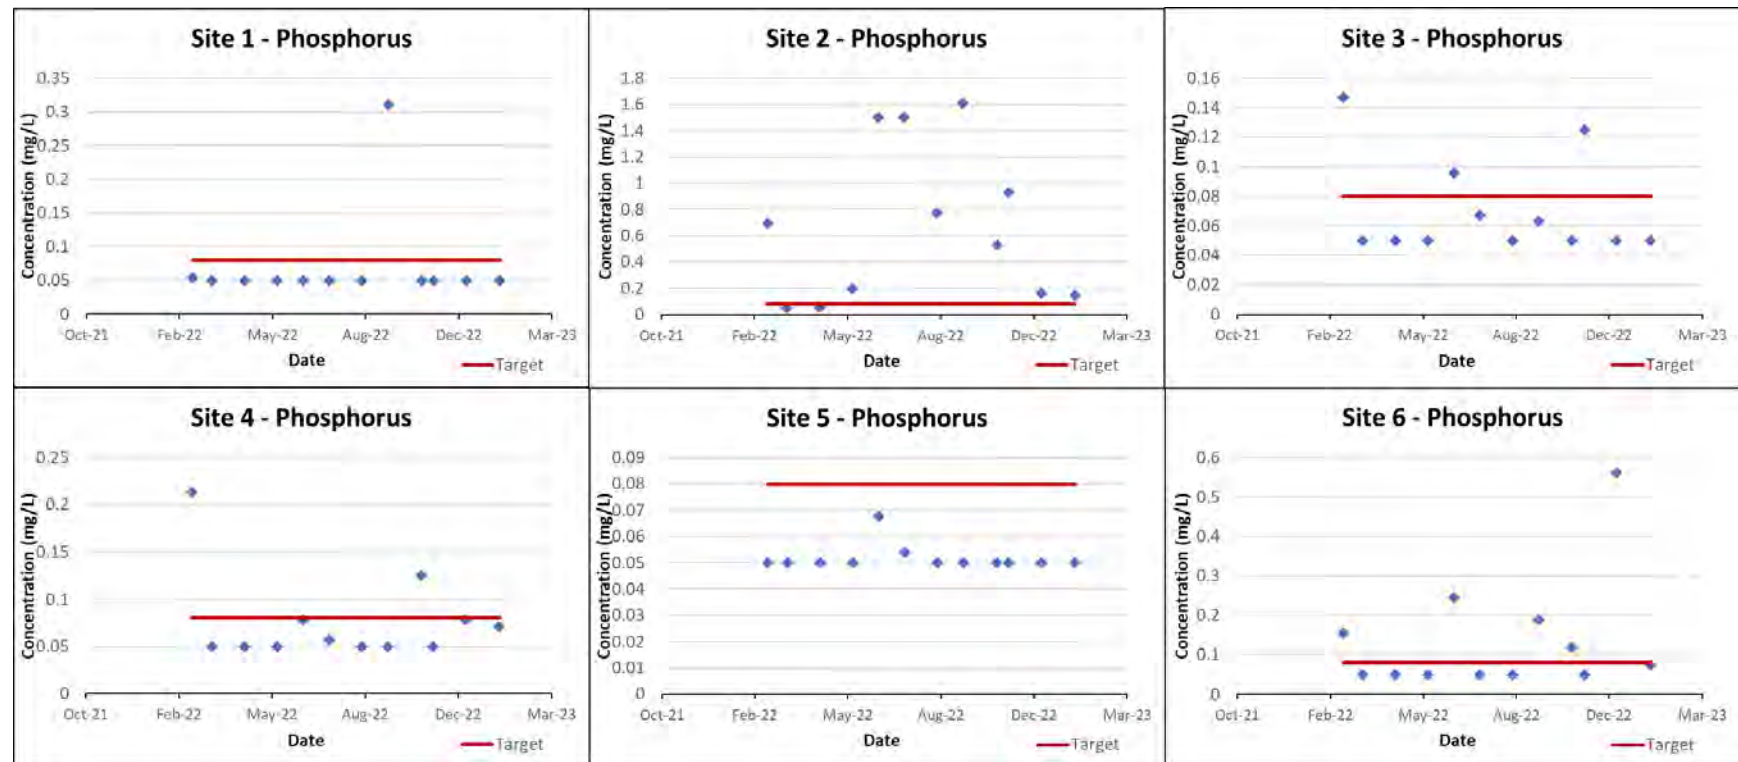 Site 1 - Phosphorus
Concentration (mg/L)
0.35
0.3
0.25
0.2
0.15
0.1
0.05
0
Oct-21 Feb-22 May-22 Aug-22 Dec-22 Mar-23
Date
Target
Site 2 - Phosphorus
Concentration (mg/L)
1.8
1.6
1.4
1.2
1
0.8
0.6
0.4
0.2
0
Oct-21 Feb-22 May-22 Aug-22 Dec-22 Mar-23
Date
Target
Site 3 - Phosphorus
Concentration (mg/L)
0.16
0.14
0.12
0.1
0.08
0.06
0.04
0.02
0
Oct-21 Feb-22 May-22 Aug-22 Dec-22 Mar-23
Date
Target
Site 4 - Phosphorus
Concentration (mg/L)
0.25
0.2
0.15
0.1
0.05
0
Oct-21 Feb-22 May-22 Aug-22 Dec-22 Mar-23
Date
Target
Site 5 - Phosphorus
Concentration (mg/L)
0.09
0.08
0.07
0.06
0.05
0.04
0.03
0.02
0.01
0
Oct-21 Feb-22 May-22 Aug-22 Dec-22 Mar-23
Date
Target
Site 6 - Phosphorus
Concentration (mg/L)
0.6
0.5
0.4
0.3
0.2
0.1
0
Oct-21 Feb-22 May-22 Aug-22 Dec-22 Mar-23
Date
Target